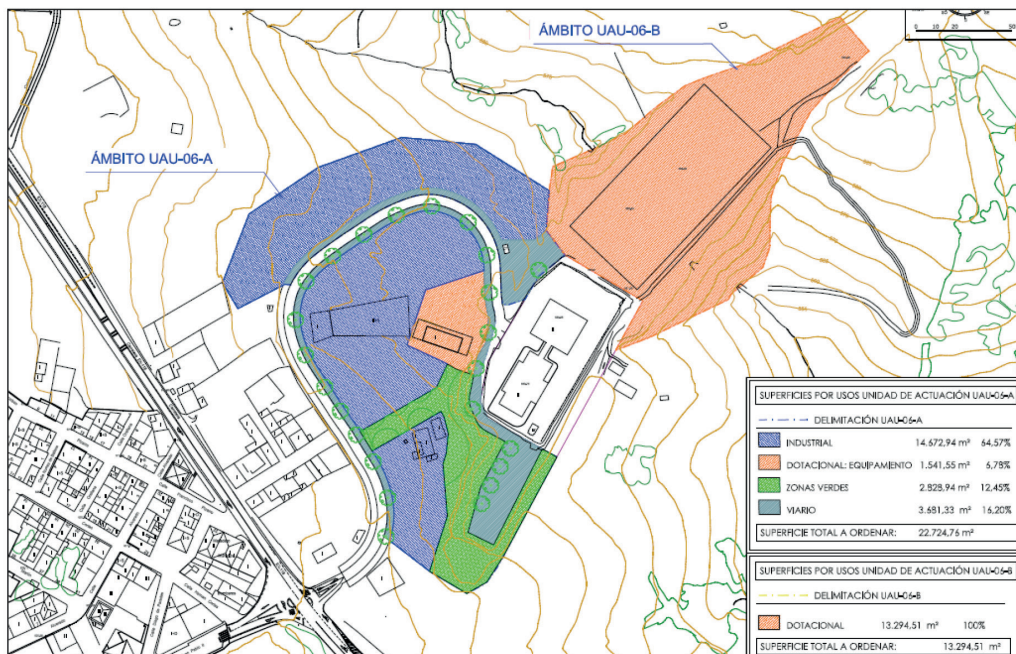 ÁMBITO UAU-06-B
ÁMBITO UAU-06-A
0 10 20
SUPERFICIES POR USOS UNIDAD DE ACTUACIÓN UAU-06-A
DELIMITACIÓN UAU-06-A
INDUSTRIAL 14.672,94 m² 64,57%
DOTACIONAL: EQUIPAMIENTO 1.541,55 m² 6,78%
ZONAS VERDES 2.828,94 m² 12,45%
VIARIO 3.681,33 m² 16,20%
SUPERFICIE TOTAL A ORDENAR: 22.724,76 m²
SUPERFICIES POR USOS UNIDAD DE ACTUACIÓN UAU-06-B
DELIMITACIÓN UAU-06-B
DOTACIONAL 13.294,51 m² 100%
SUPERFICIE TOTAL A ORDENAR: 13.294,51 m²